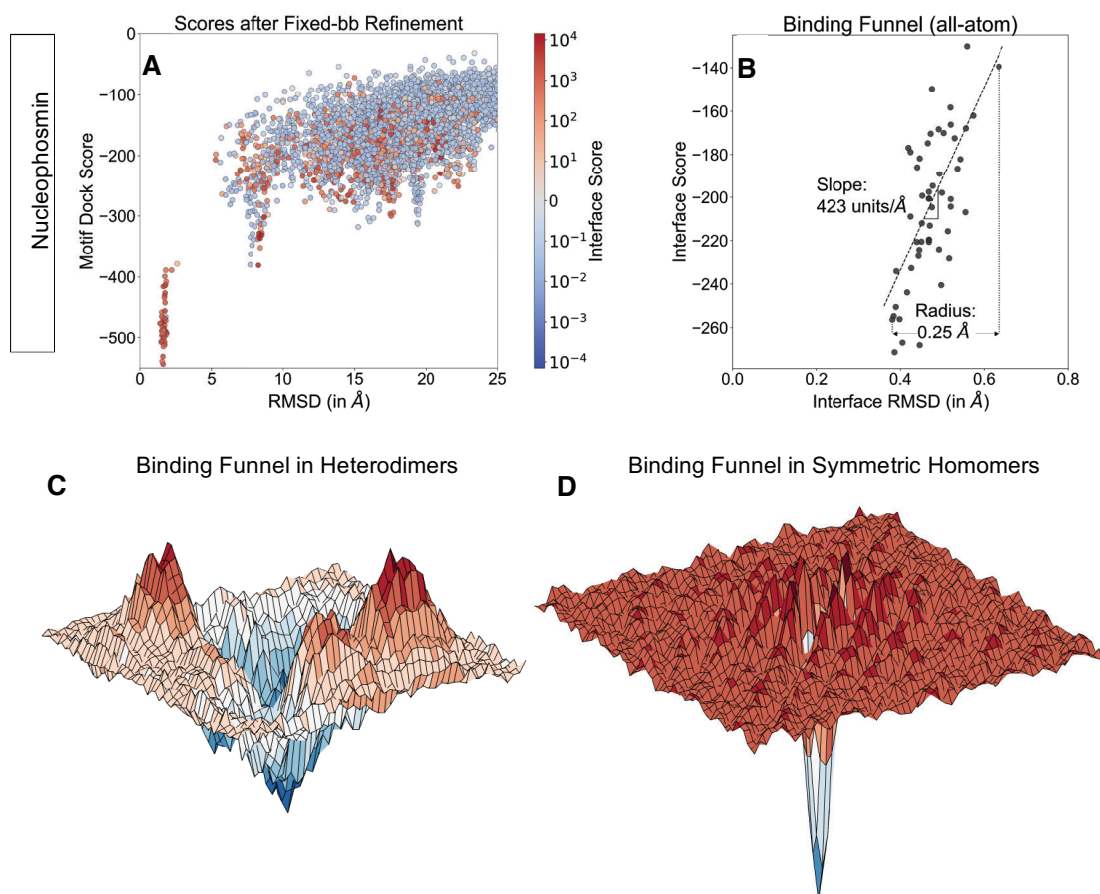 Nucleophosmin
Scores after Fixed-bb Refinement
A
Motif Dock Score
0
−100
−200
−300
−400
−500
0
5
10
15
20
25
RMSD (in Å)
10⁴
10³
10²
10¹
0
10⁻¹
10⁻²
10⁻³
10⁻⁴
Interface Score
Binding Funnel (all-atom)
B
Interface Score
−140
−160
−180
−200
−220
−240
−260
Slope:
423 units/Å
Radius:
0.25 Å
0.0
0.2
0.4
0.6
0.8
Interface RMSD (in Å)
Binding Funnel in Heterodimers
C
Binding Funnel in Symmetric Homomers
D